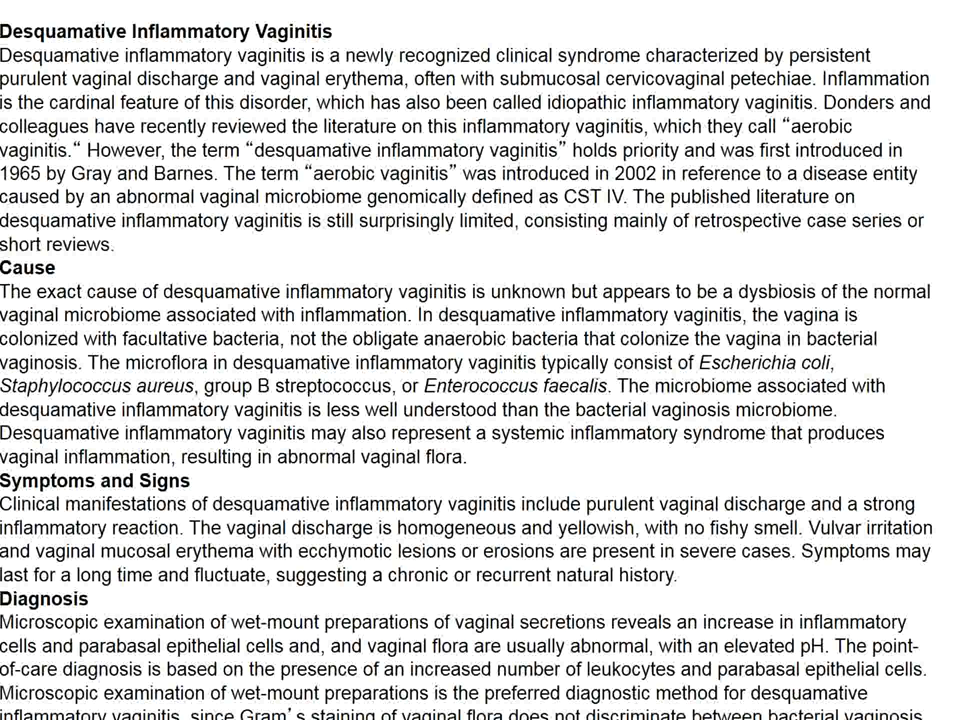 Desquamative Inflammatory Vaginitis
Desquamative inflammatory vaginitis is a newly recognized clinical syndrome characterized by persistent
purulent vaginal discharge and vaginal erythema, often with submucosal cervicovaginal petechiae. Inflammation
is the cardinal feature of this disorder, which has also been called idiopathic inflammatory vaginitis. Donders and
colleagues have recently reviewed the literature on this inflammatory vaginitis, which they call “aerobic
vaginitis.“ However, the term “desquamative inflammatory vaginitis” holds priority and was first introduced in
1965 by Gray and Barnes. The term “aerobic vaginitis” was introduced in 2002 in reference to a disease entity
caused by an abnormal vaginal microbiome genomically defined as CST IV. The published literature on
desquamative inflammatory vaginitis is still surprisingly limited, consisting mainly of retrospective case series or
short reviews.
Cause
The exact cause of desquamative inflammatory vaginitis is unknown but appears to be a dysbiosis of the normal
vaginal microbiome associated with inflammation. In desquamative inflammatory vaginitis, the vagina is
colonized with facultative bacteria, not the obligate anaerobic bacteria that colonize the vagina in bacterial
vaginosis. The microflora in desquamative inflammatory vaginitis typically consist of Escherichia coli,
Staphylococcus aureus, group B streptococcus, or Enterococcus faecalis. The microbiome associated with
desquamative inflammatory vaginitis is less well understood than the bacterial vaginosis microbiome.
Desquamative inflammatory vaginitis may also represent a systemic inflammatory syndrome that produces
vaginal inflammation, resulting in abnormal vaginal flora.
Symptoms and Signs
Clinical manifestations of desquamative inflammatory vaginitis include purulent vaginal discharge and a strong
inflammatory reaction. The vaginal discharge is homogeneous and yellowish, with no fishy smell. Vulvar irritation
and vaginal mucosal erythema with ecchymotic lesions or erosions are present in severe cases. Symptoms may
last for a long time and fluctuate, suggesting a chronic or recurrent natural history.
Diagnosis
Microscopic examination of wet-mount preparations of vaginal secretions reveals an increase in inflammatory
cells and parabasal epithelial cells and, and vaginal flora are usually abnormal, with an elevated pH. The point-
of-care diagnosis is based on the presence of an increased number of leukocytes and parabasal epithelial cells.
Microscopic examination of wet-mount preparations is the preferred diagnostic method for desquamative
inflammatory vaginitis, since Gram’s staining of vaginal flora does not discriminate between bacterial vaginosis